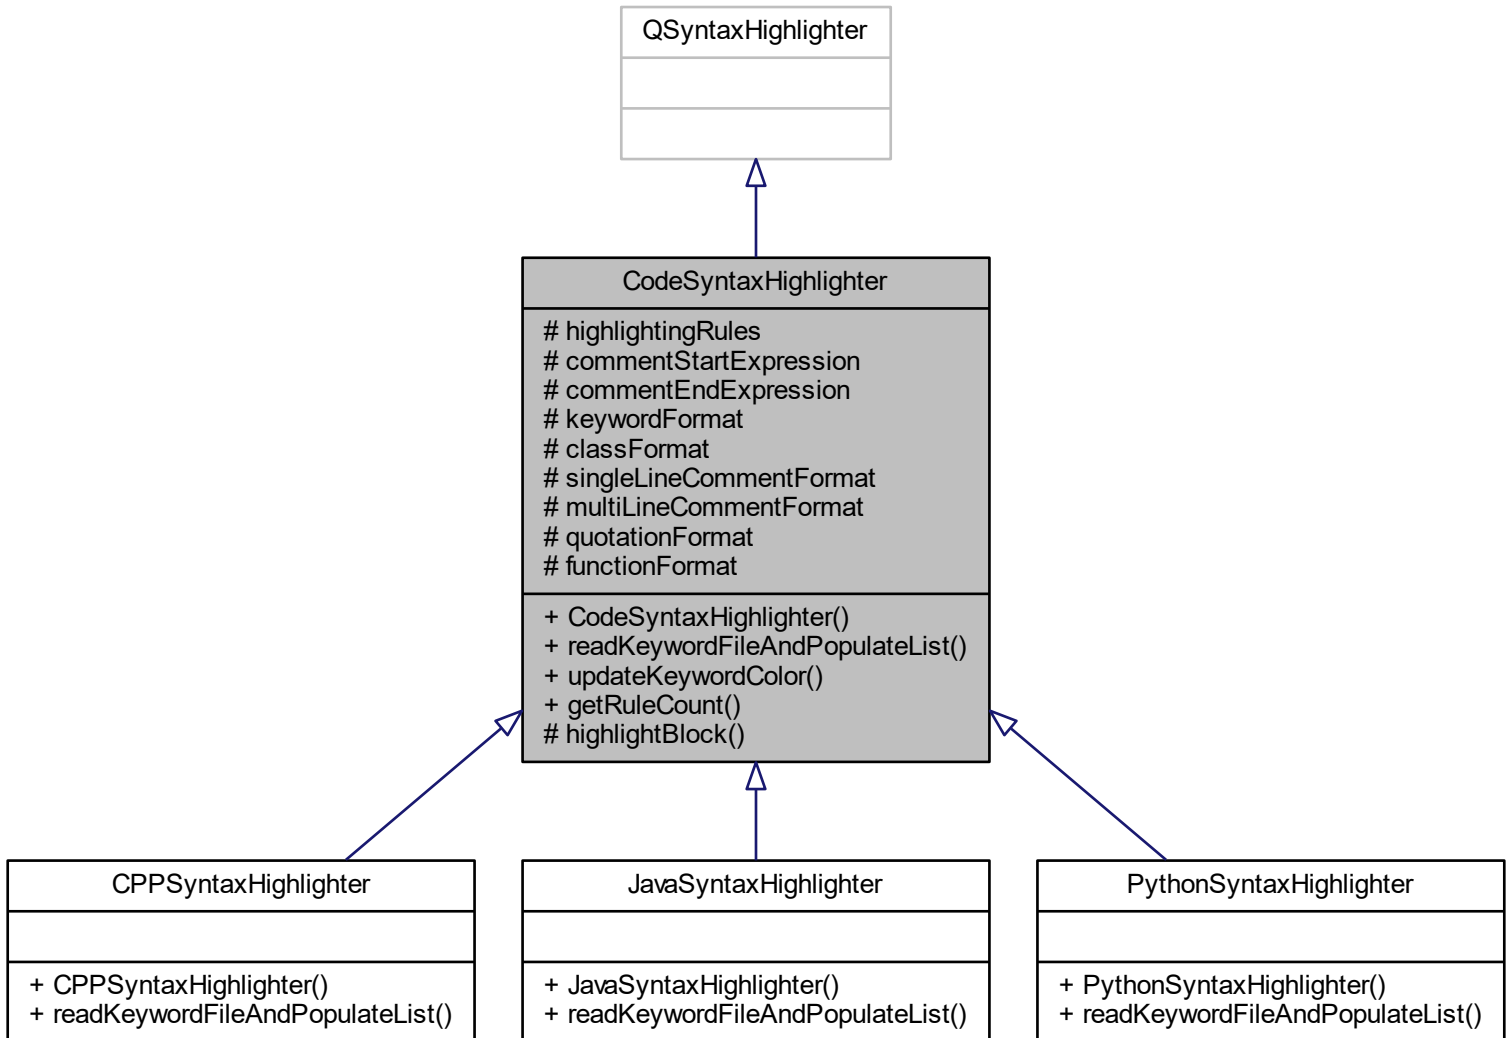 QSyntaxHighlighter
CodeSyntaxHighlighter
# highlightingRules
# commentStartExpression
# commentEndExpression
# keywordFormat
# classFormat
# singleLineCommentFormat
# multiLineCommentFormat
# quotationFormat
# functionFormat
+ CodeSyntaxHighlighter()
+ readKeywordFileAndPopulateList()
+ updateKeywordColor()
+ getRuleCount()
# highlightBlock()
CPPSyntaxHighlighter
+ CPPSyntaxHighlighter()
+ readKeywordFileAndPopulateList()
JavaSyntaxHighlighter
+ JavaSyntaxHighlighter()
+ readKeywordFileAndPopulateList()
PythonSyntaxHighlighter
+ PythonSyntaxHighlighter()
+ readKeywordFileAndPopulateList()